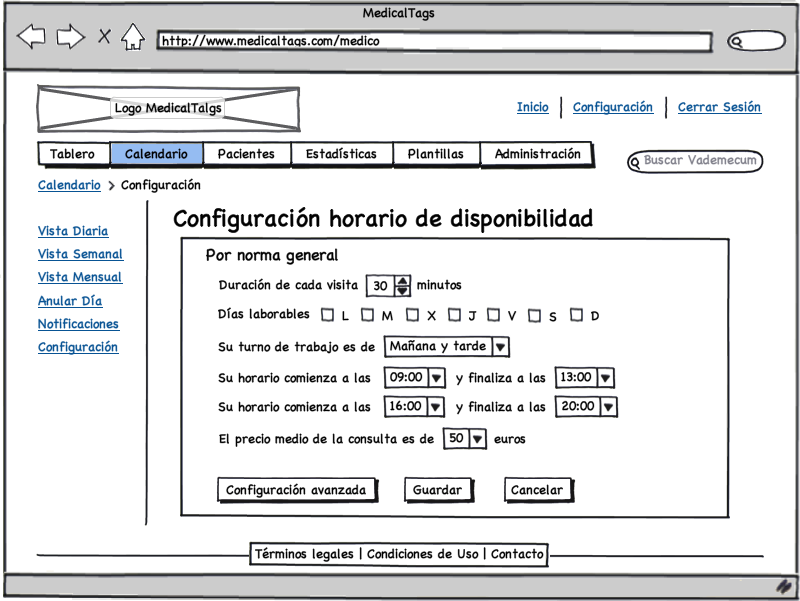 MedicalTags
http://www.medicaltags.com/medico
Logo MedicalTalgs
Inicio | Configuración | Cerrar Sesión
Tablero Calendario Pacientes Estadísticas Plantillas Administración
Buscar Vademecum
Calendario > Configuración
Vista Diaria
Vista Semanal
Vista Mensual
Anular Día
Notificaciones
Configuración
Configuración horario de disponibilidad
Por norma general
Duración de cada visita 30 minutos
Días laborables L M X J V S D
Su turno de trabajo es de Mañana y tarde
Su horario comienza a las 09:00 y finaliza a las 13:00
Su horario comienza a las 16:00 y finaliza a las 20:00
El precio medio de la consulta es de 50 euros
Configuración avanzada Guardar Cancelar
Términos legales | Condiciones de Uso | Contacto